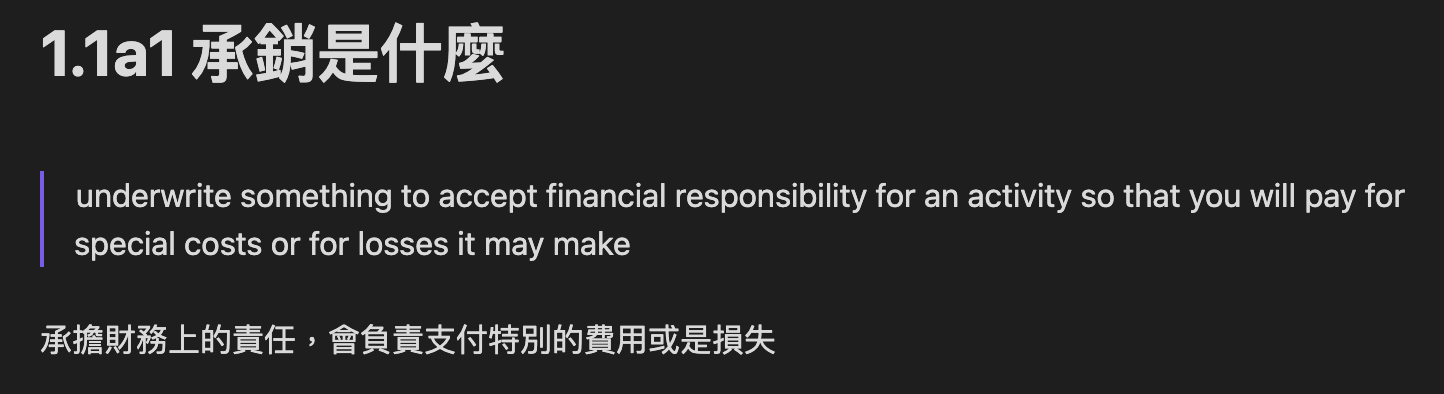 1.1a1 承銷是什麼
underwrite something to accept financial responsibility for an activity so that you will pay for
special costs or for losses it may make
承擔財務上的責任，會負責支付特別的費用或是損失